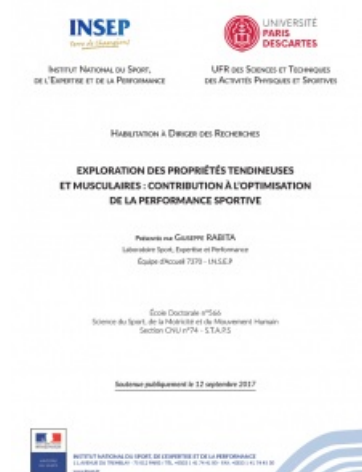 INSEP
Terre de Champions
UNIVERSITÉ
PARIS
DESCARTES
INSTITUT NATIONAL DU SPORT,
DE L'EXPERTISE ET DE LA PERFORMANCE
UFR DES SCIENCES ET TECHNIQUES
DES ACTIVITÉS PHYSIQUES ET SPORTIVES
HABILITATION À DIRIGER DES RECHERCHES
EXPLORATION DES PROPRIÉTÉS TENDINEUSES
ET MUSCULAIRES : CONTRIBUTION À L'OPTIMISATION
DE LA PERFORMANCE SPORTIVE
PRÉSENTÉE PAR GIUSEPPE RABITA
Laboratoire Sport, Expertise et Performance
Équipe d'Accueil 7370 - I.N.S.E.P
École Doctorale n°566
Science du Sport, de la Motricité et du Mouvement Humain
Section CNU n°74 - S.T.A.P.S
Soutenue publiquement le 12 septembre 2017
INSTITUT NATIONAL DU SPORT, DE L'EXPERTISE ET DE LA PERFORMANCE